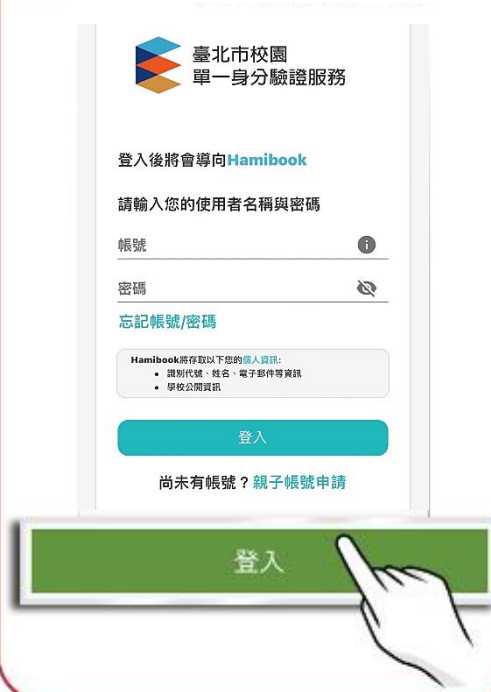 臺北市校園
單一身分驗證服務
登入後將會導向Hamibook
請輸入您的使用者名稱與密碼
帳號
密碼
忘記帳號/密碼
Hamibook將存取以下您的個人資訊:
• 識別代號、姓名、電子郵件等資訊
• 學校公開資訊
登入
尚未有帳號？親子帳號申請
登入